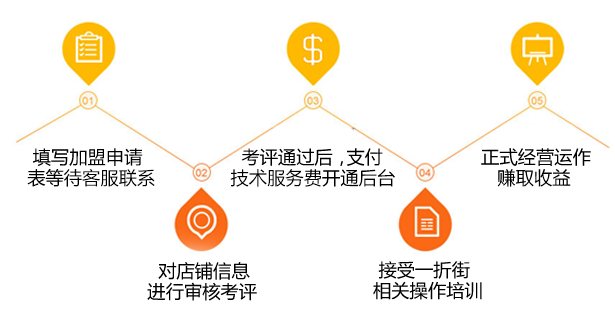 01
填写加盟申请
表等待客服联系
02
对店铺信息
进行审核考评
03
考评通过后，支付
技术服务费开通后台
04
接受一折街
相关操作培训
05
正式经营运作
赚取收益